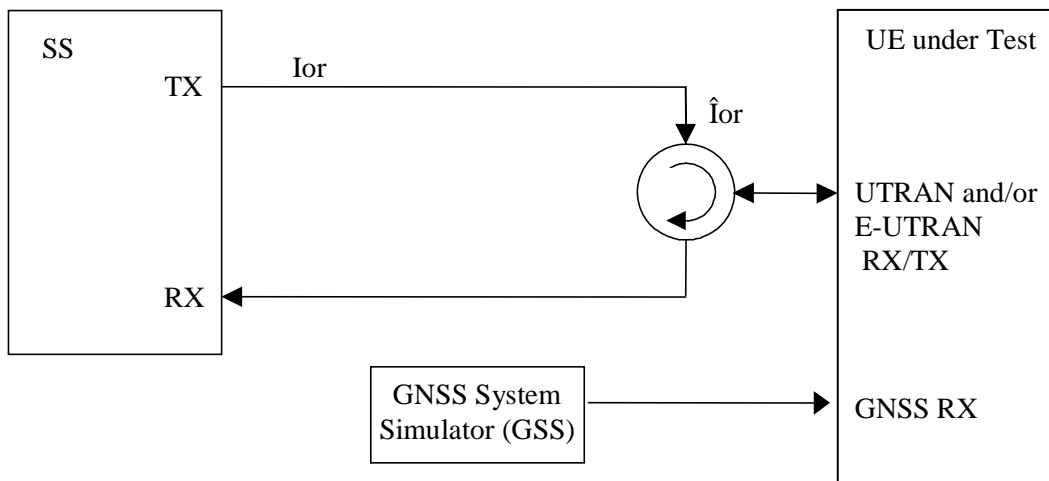 SS
UE under Test
TX
Ior
Îor
UTRAN and/or
E-UTRAN
RX/TX
RX
GNSS System
Simulator (GSS)
GNSS RX